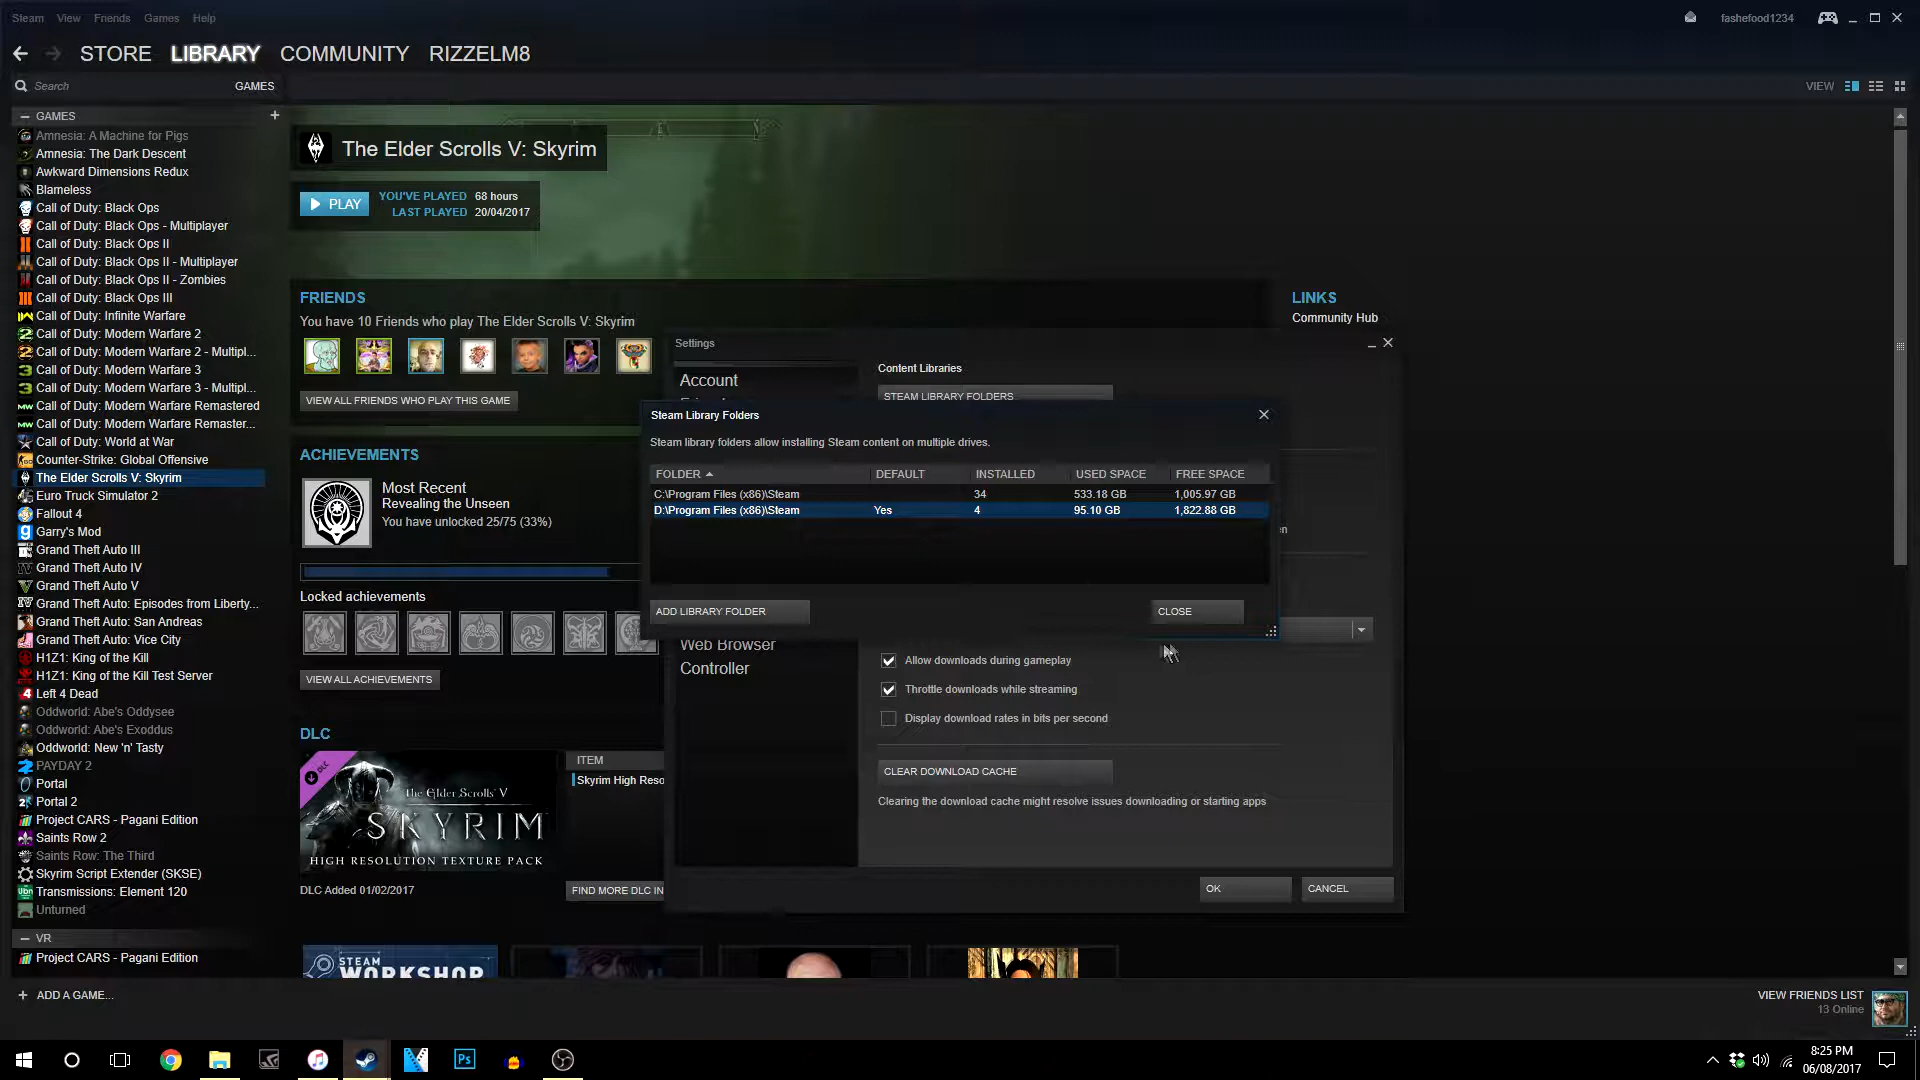 Steam View Friends Games Help
fashefood1234
STORE LIBRARY COMMUNITY RIZZELM8
Search GAMES
VIEW
GAMES
Amnesia: A Machine for Pigs
Amnesia: The Dark Descent
Awkward Dimensions Redux
Blameless
Call of Duty: Black Ops
Call of Duty: Black Ops - Multiplayer
Call of Duty: Black Ops II
Call of Duty: Black Ops II - Multiplayer
Call of Duty: Black Ops II - Zombies
Call of Duty: Black Ops III
Call of Duty: Infinite Warfare
Call of Duty: Modern Warfare 2
Call of Duty: Modern Warfare 2 - Multipl...
Call of Duty: Modern Warfare 3
Call of Duty: Modern Warfare 3 - Multipl...
Call of Duty: Modern Warfare Remastered
Call of Duty: Modern Warfare Remaster...
Call of Duty: World at War
Counter-Strike: Global Offensive
The Elder Scrolls V: Skyrim
Euro Truck Simulator 2
Fallout 4
Garry's Mod
Grand Theft Auto III
Grand Theft Auto IV
Grand Theft Auto V
Grand Theft Auto: Episodes from Liberty...
Grand Theft Auto: San Andreas
Grand Theft Auto: Vice City
H1Z1: King of the Kill
H1Z1: King of the Kill Test Server
Left 4 Dead
Oddworld: Abe's Oddysee
Oddworld: Abe's Exoddus
Oddworld: New 'n' Tasty
PAYDAY 2
Portal
Portal 2
Project CARS - Pagani Edition
Saints Row 2
Saints Row: The Third
Skyrim Script Extender (SKSE)
Transmissions: Element 120
Unturned
VR
Project CARS - Pagani Edition
ADD A GAME...
The Elder Scrolls V: Skyrim
PLAY
YOU'VE PLAYED 68 hours
LAST PLAYED 20/04/2017
FRIENDS
You have 10 Friends who play The Elder Scrolls V: Skyrim
VIEW ALL FRIENDS WHO PLAY THIS GAME
LINKS
Community Hub
ACHIEVEMENTS
Most Recent
Revealing the Unseen
You have unlocked 25/75 (33%)
Locked achievements
VIEW ALL ACHIEVEMENTS
DLC
DLC
The Elder Scrolls V
SKYRIM
HIGH RESOLUTION TEXTURE PACK
ITEM
Skyrim High Reso
DLC Added 01/02/2017
FIND MORE DLC IN
STEAM
WORKSHOP
Settings
Account
Web Browser
Controller
Content Libraries
STEAM LIBRARY FOLDERS
en
Steam Library Folders
Steam library folders allow installing Steam content on multiple drives.
FOLDER DEFAULT INSTALLED USED SPACE FREE SPACE
C:\Program Files (x86)\Steam 34 533.18 GB 1,005.97 GB
D:\Program Files (x86)\Steam Yes 4 95.10 GB 1,822.88 GB
ADD LIBRARY FOLDER
CLOSE
Allow downloads during gameplay
Throttle downloads while streaming
Display download rates in bits per second
CLEAR DOWNLOAD CACHE
Clearing the download cache might resolve issues downloading or starting apps
OK
CANCEL
VIEW FRIENDS LIST
13 Online
Ps
8:25 PM
06/08/2017